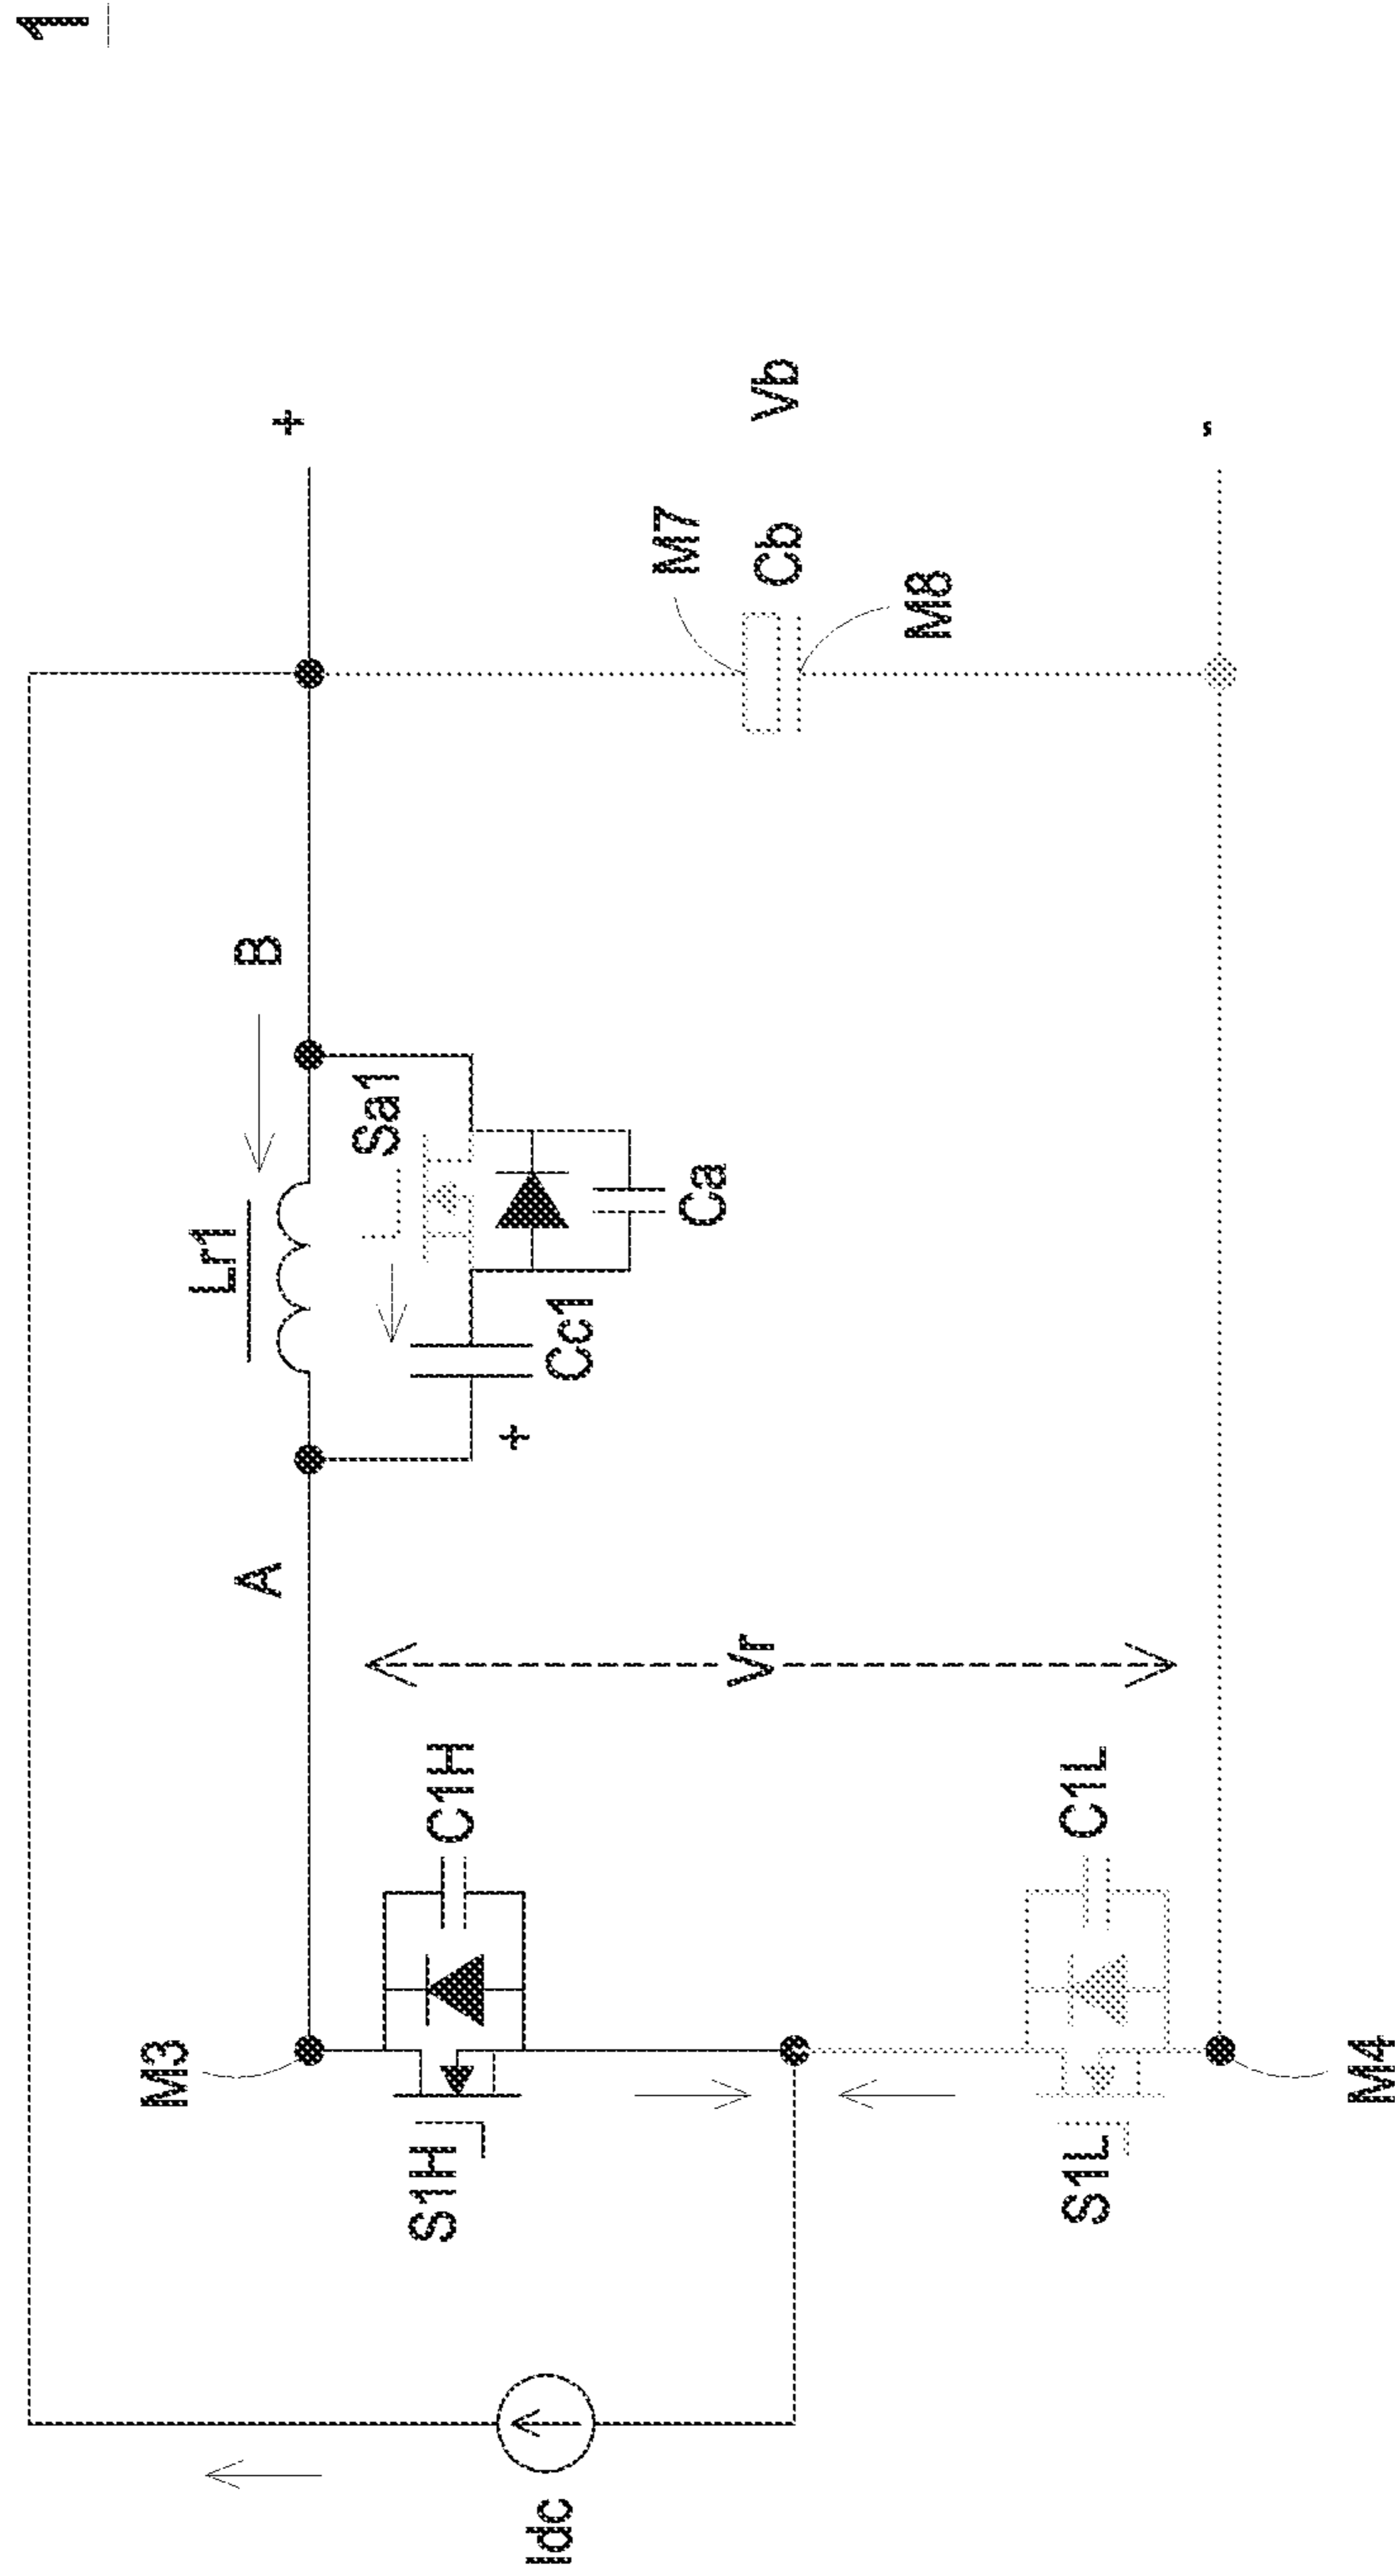 1
+
Vb
-
M7
Cb
M8
B
Lr1
Sa1
Ca
Cc1
+
A
Vr
M3
C1H
S1H
C1L
S1L
M4
Idc